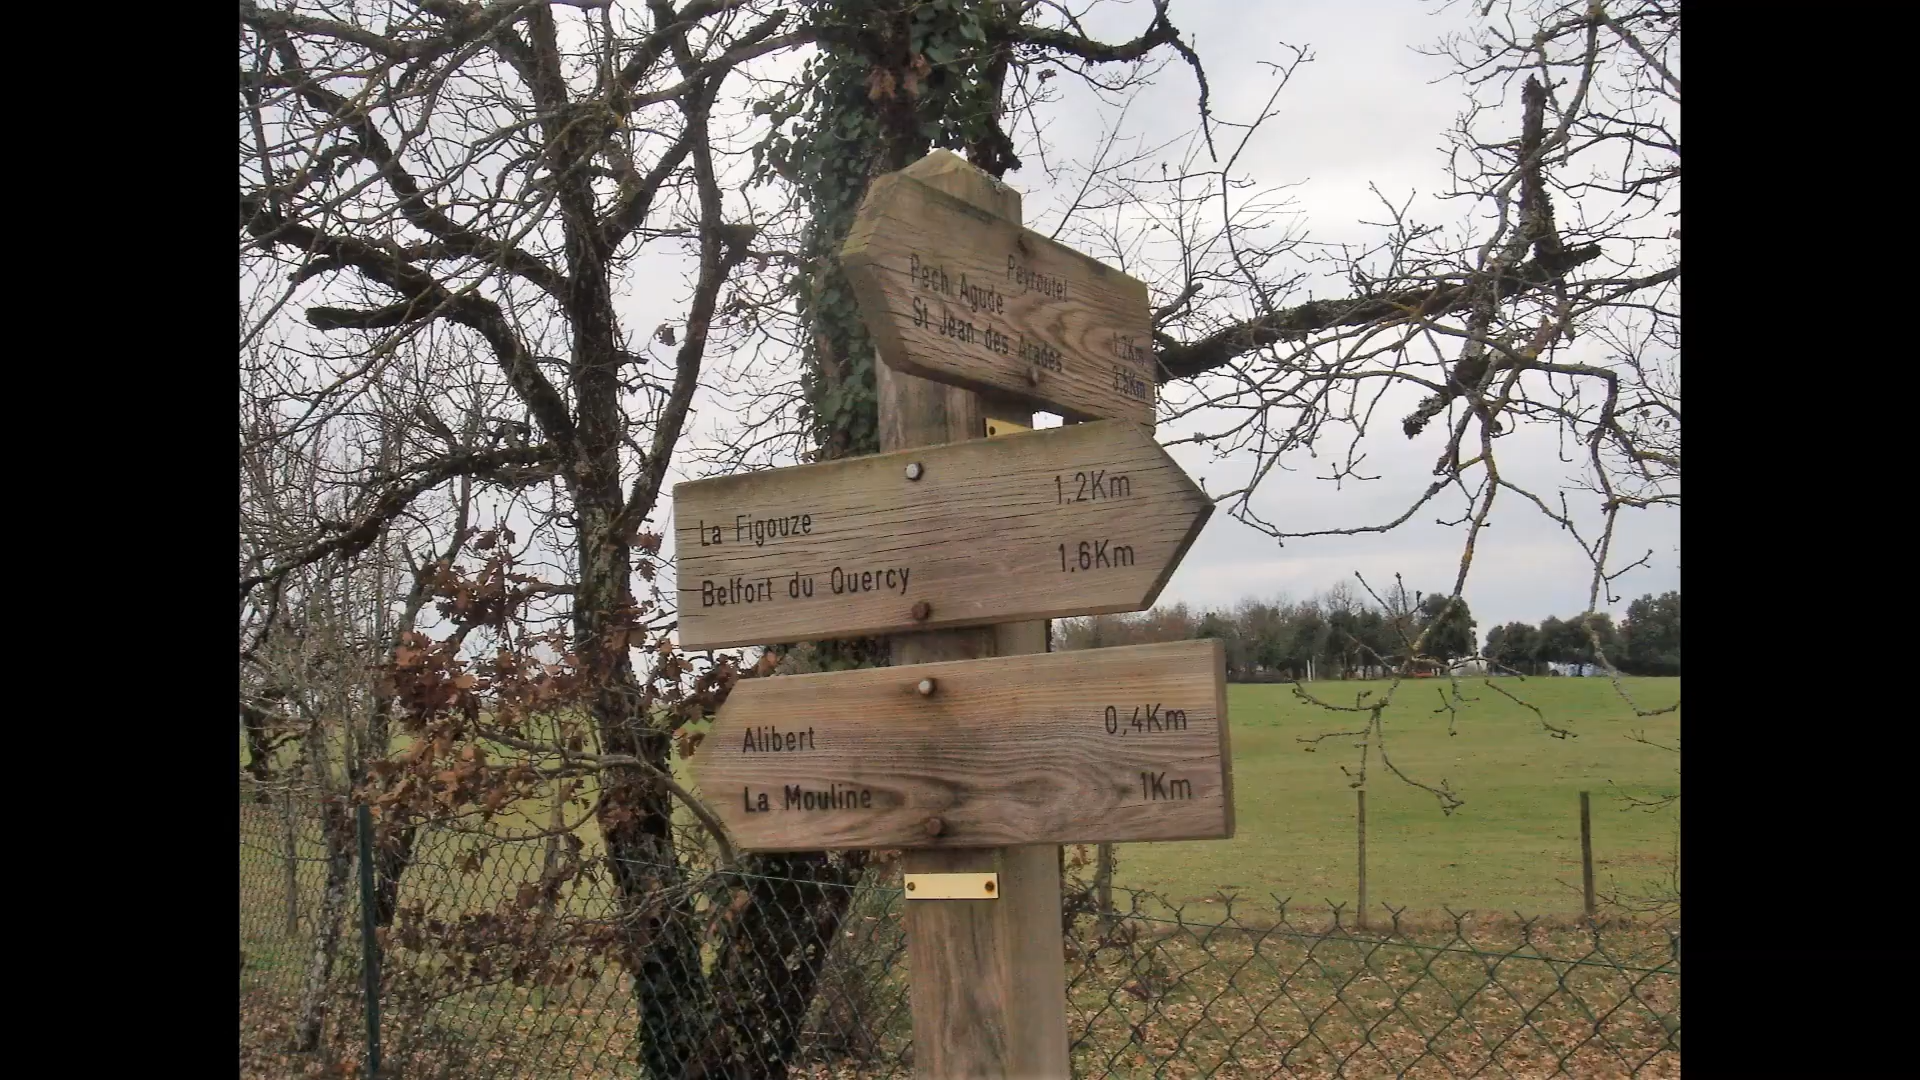 Peyroutel
Pech Agude 1.2Km
St Jean des Arades 3.5Km
La Figouze 1.2Km
Belfort du Quercy 1.6Km
Alibert 0.4Km
La Mouline 1Km